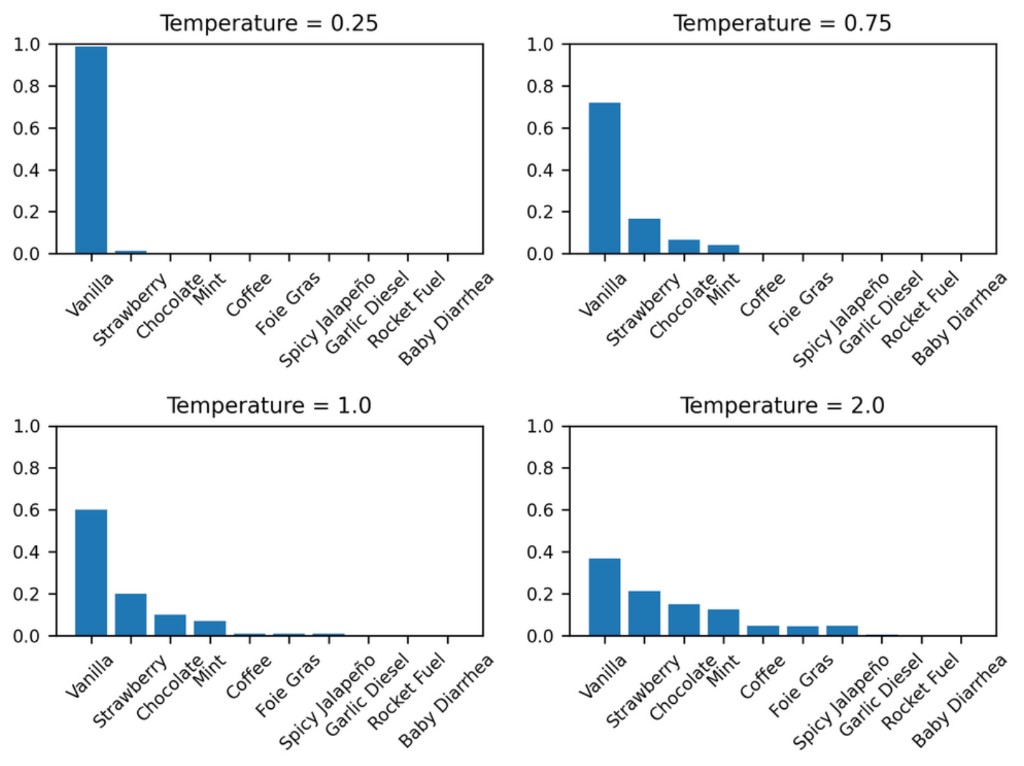 Temperature = 0.25
1.0
0.8
0.6
0.4
0.2
0.0
Vanilla
Strawberry
Chocolate
Mint
Coffee
Foie Gras
Spicy Jalapeño
Garlic Diesel
Rocket Fuel
Baby Diarrhea
Temperature = 0.75
1.0
0.8
0.6
0.4
0.2
0.0
Vanilla
Strawberry
Chocolate
Mint
Coffee
Foie Gras
Spicy Jalapeño
Garlic Diesel
Rocket Fuel
Baby Diarrhea
Temperature = 1.0
1.0
0.8
0.6
0.4
0.2
0.0
Vanilla
Strawberry
Chocolate
Mint
Coffee
Foie Gras
Spicy Jalapeño
Garlic Diesel
Rocket Fuel
Baby Diarrhea
Temperature = 2.0
1.0
0.8
0.6
0.4
0.2
0.0
Vanilla
Strawberry
Chocolate
Mint
Coffee
Foie Gras
Spicy Jalapeño
Garlic Diesel
Rocket Fuel
Baby Diarrhea